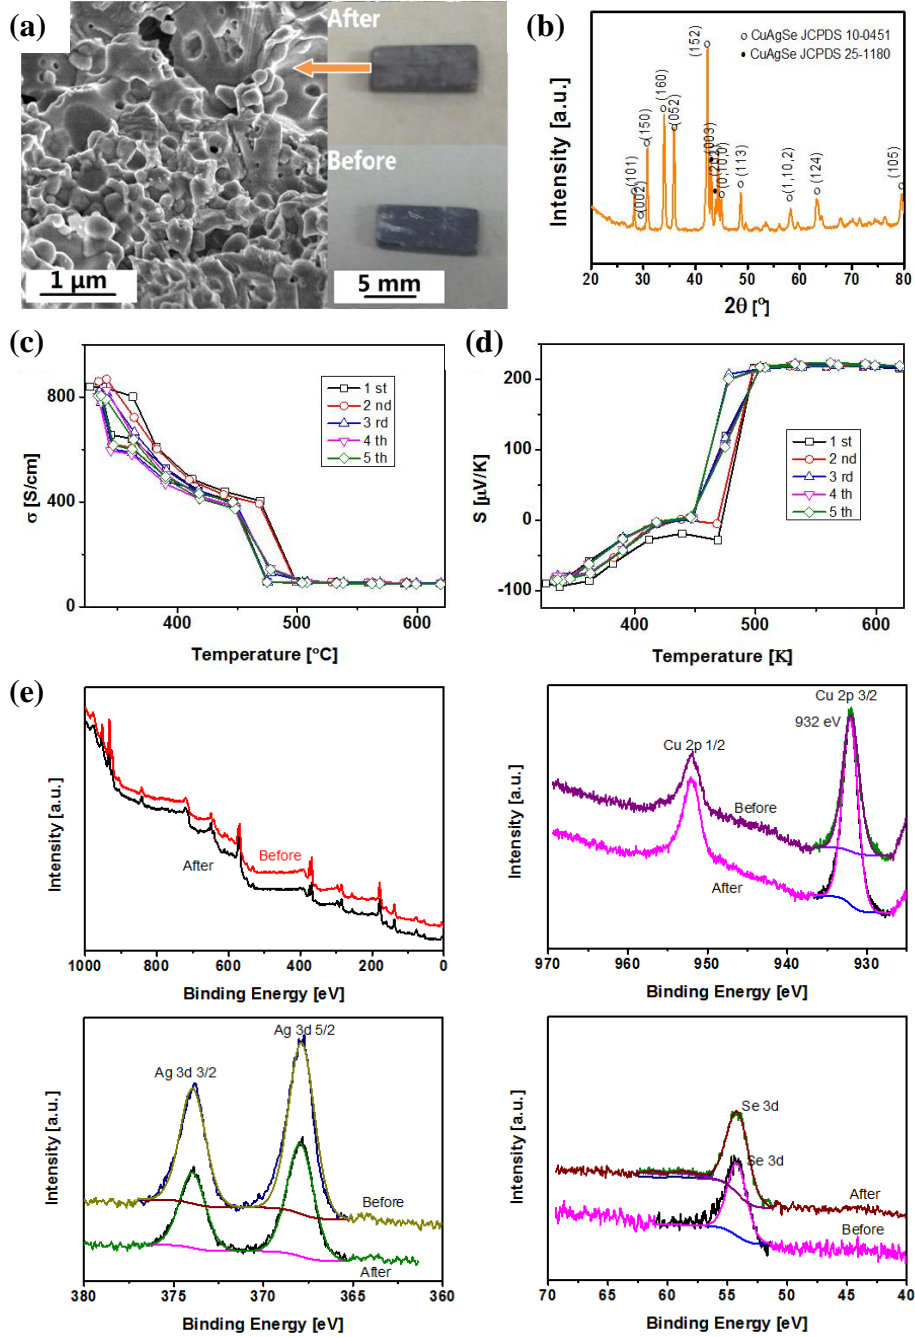 (a)
After
Before
1 µm
5 mm
(b)
CuAgSe JCPDS 10-0451
CuAgSe JCPDS 25-1180
Intensity [a.u.]
(101)
(002)
(150)
(160)
(052)
(152)
(003)
(0,10,0)
(113)
(1,10,2)
(124)
(105)
20 30 40 50 60 70 80
2θ [°]
(c)
σ [S/cm]
800
400
0
1 st
2 nd
3 rd
4 th
5 th
400 500 600
Temperature [°C]
(d)
S [µV/K]
200
100
0
-100
1 st
2 nd
3 rd
4 th
5 th
400 500 600
Temperature [K]
(e)
Intensity [a.u.]
After
Before
1000 800 600 400 200 0
Binding Energy [eV]
Intensity [a.u.]
Cu 2p 3/2
932 eV
Cu 2p 1/2
Before
After
970 960 950 940 930
Binding Energy [eV]
Intensity [a.u.]
Ag 3d 5/2
Ag 3d 3/2
Before
After
380 375 370 365 360
Binding Energy [eV]
Intensity [a.u.]
Se 3d
Se 3d
After
Before
70 65 60 55 50 45 40
Binding Energy [eV]